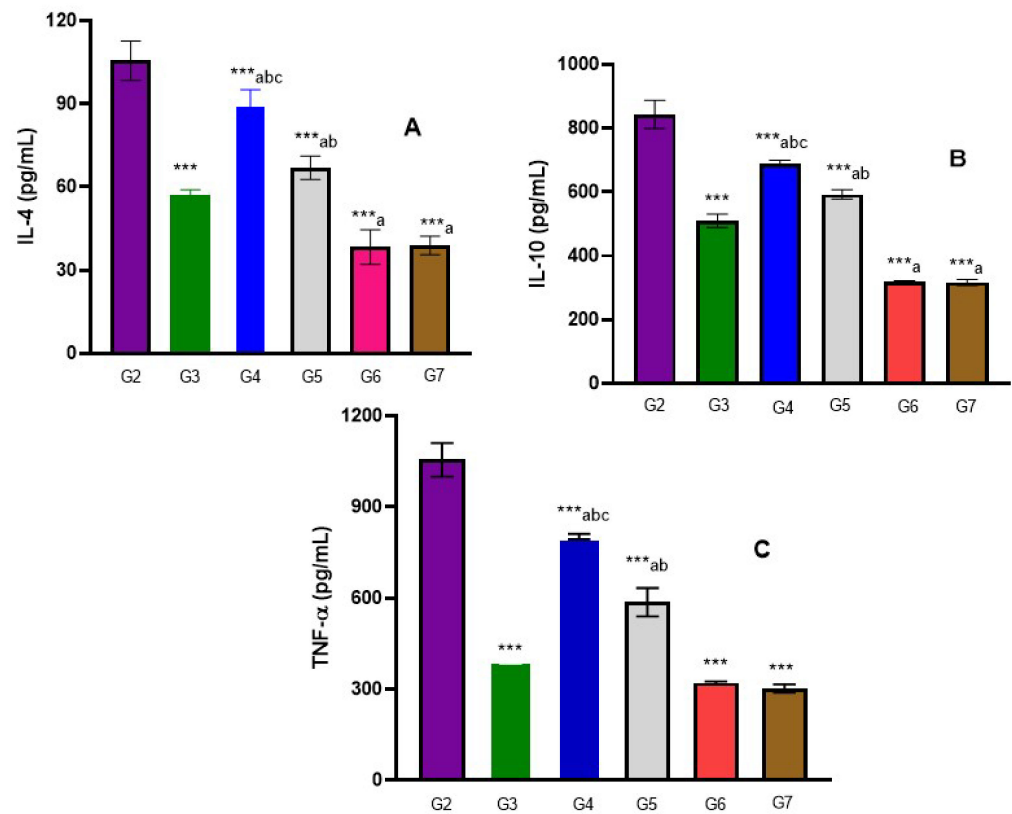 120
90
60
30
0
IL-4 (pg/mL)
***
***abc
***ab
***a
***a
A
G2 G3 G4 G5 G6 G7
1000
800
600
400
200
0
IL-10 (pg/mL)
***
***abc
***ab
***a
***a
B
G2 G3 G4 G5 G6 G7
1200
900
600
300
0
TNF-α (pg/mL)
***
***abc
***ab
***
***
C
G2 G3 G4 G5 G6 G7